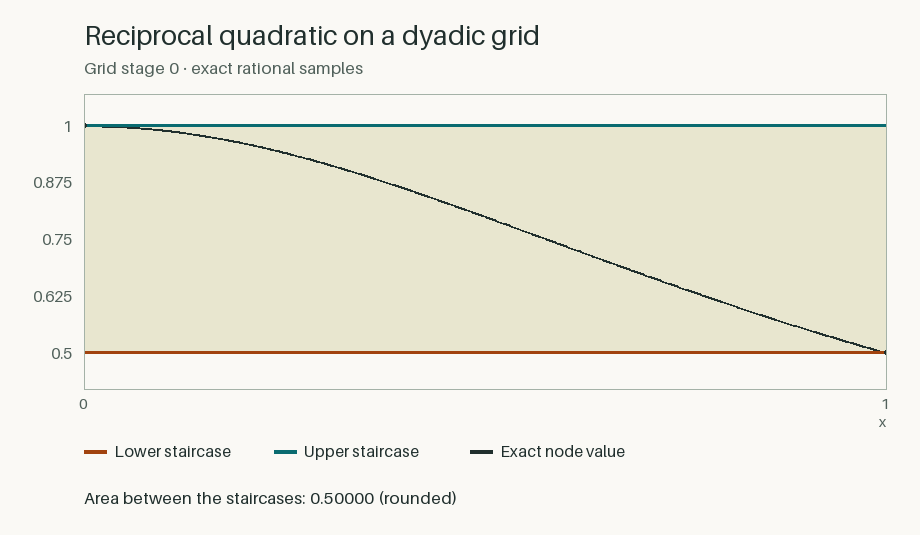 Reciprocal quadratic on a dyadic grid
Grid stage 0 · exact rational samples
1
0.875
0.75
0.625
0.5
0 1
x
Lower staircase Upper staircase Exact node value
Area between the staircases: 0.50000 (rounded)